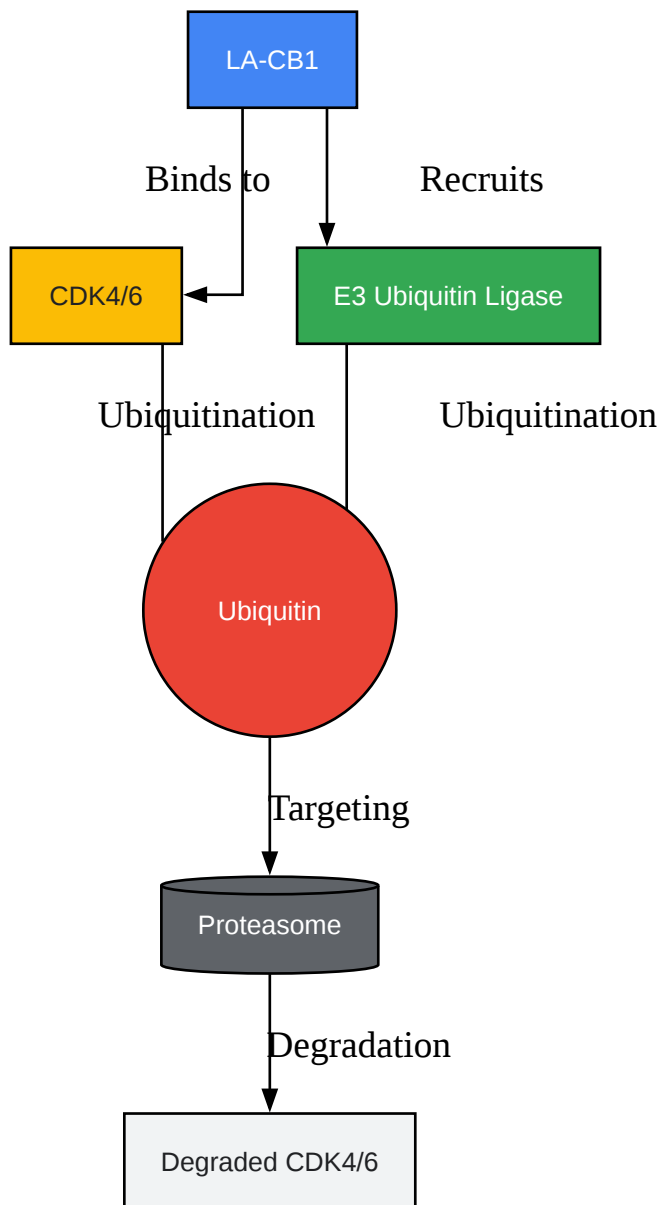 LA-CB1
Binds to
Recruits
CDK4/6
E3 Ubiquitin Ligase
Ubiquitination
Ubiquitination
Ubiquitin
Targeting
Proteasome
Degradation
Degraded CDK4/6